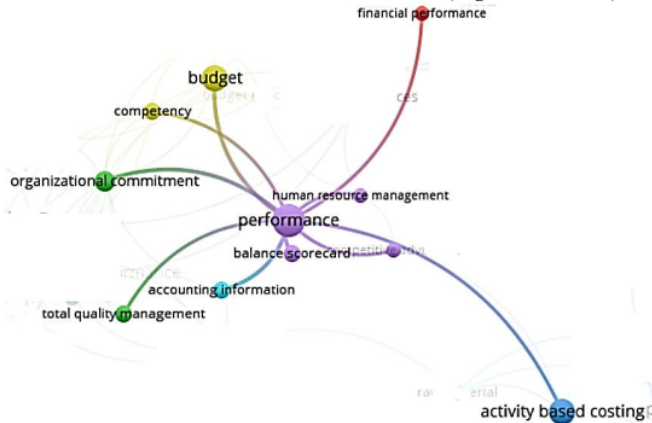 financial performance
budget
competency
organizational commitment
human resource management
performance
balance scorecard
accounting information
total quality management
activity based costing